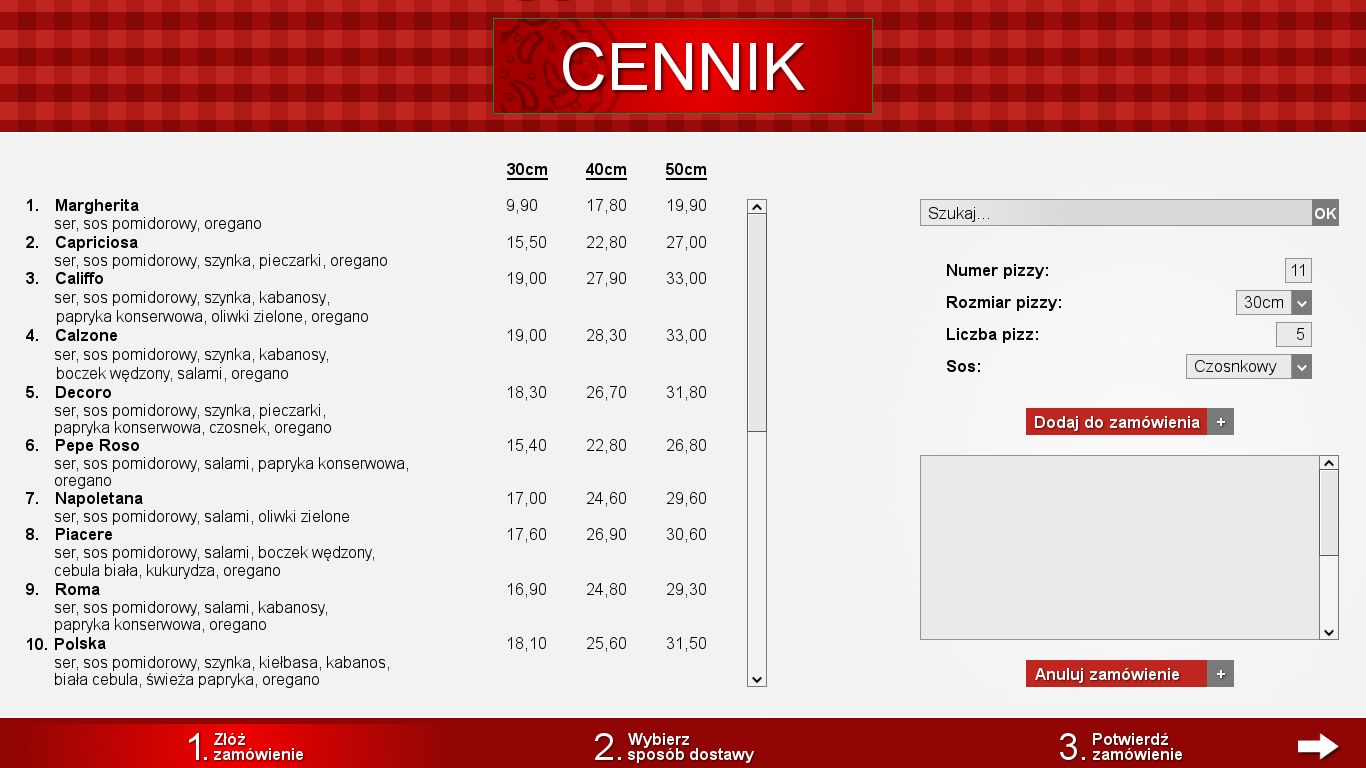 CENNIK
30cm 40cm 50cm
1. Margherita 9,90 17,80 19,90
ser, sos pomidorowy, oregano
2. Capriciosa 15,50 22,80 27,00
ser, sos pomidorowy, szynka, pieczarki, oregano
3. Califfo 19,00 27,90 33,00
ser, sos pomidorowy, szynka, kabanosy,
papryka konserwowa, oliwki zielone, oregano
4. Calzone 19,00 28,30 33,00
ser, sos pomidorowy, szynka, kabanosy,
boczek wędzony, salami, oregano
5. Decoro 18,30 26,70 31,80
ser, sos pomidorowy, szynka, pieczarki,
papryka konserwowa, czosnek, oregano
6. Pepe Roso 15,40 22,80 26,80
ser, sos pomidorowy, salami, papryka konserwowa,
oregano
7. Napoletana 17,00 24,60 29,60
ser, sos pomidorowy, salami, oliwki zielone
8. Piacere 17,60 26,90 30,60
ser, sos pomidorowy, salami, boczek wędzony,
cebula biała, kukurydza, oregano
9. Roma 16,90 24,80 29,30
ser, sos pomidorowy, salami, kabanosy,
papryka konserwowa, oregano
10. Polska 18,10 25,60 31,50
ser, sos pomidorowy, szynka, kiełbasa, kabanos,
biała cebula, świeża papryka, oregano
Szukaj... OK
Numer pizzy: 11
Rozmiar pizzy: 30cm
Liczba pizz: 5
Sos: Czosnkowy
Dodaj do zamówienia +
Anuluj zamówienie +
1. Złóż
zamówienie
2. Wybierz
sposób dostawy
3. Potwierdź
zamówienie